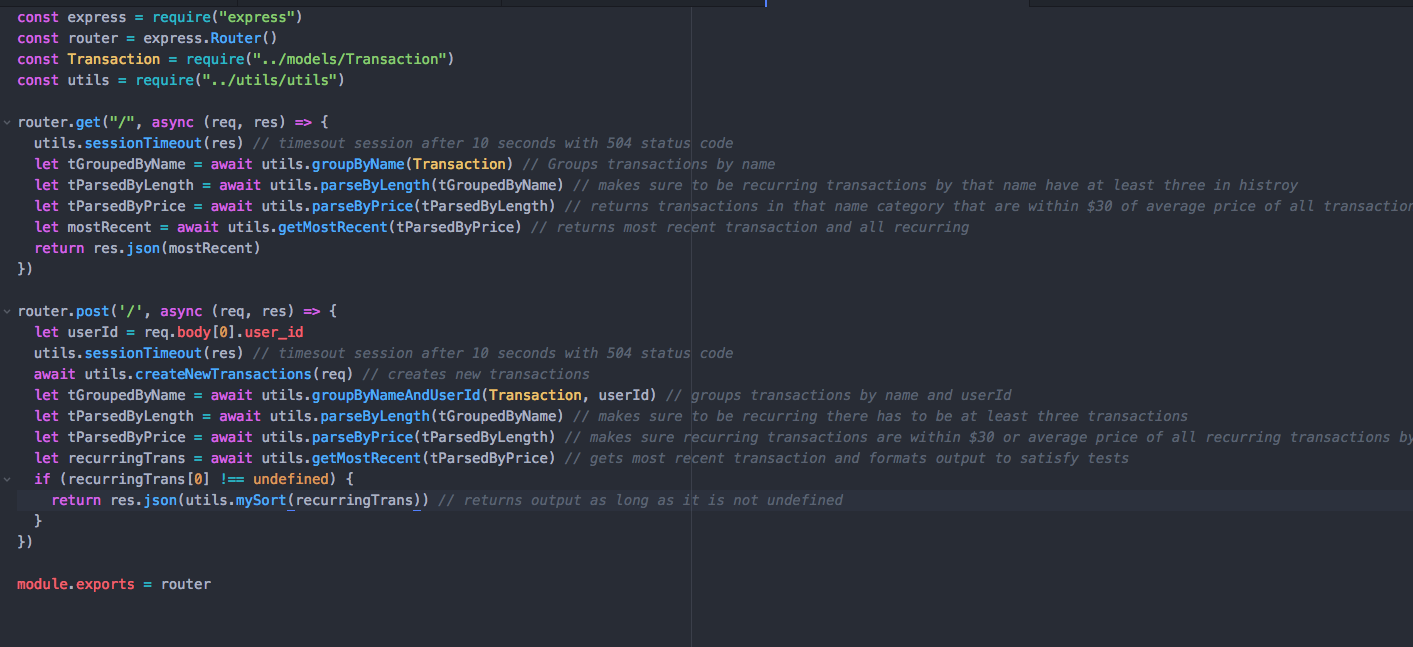 const express = require("express")
const router = express.Router()
const Transaction = require("../models/Transaction")
const utils = require("../utils/utils")
router.get("/", async (req, res) => {
utils.sessionTimeout(res) // timesout session after 10 seconds with 504 status code
let tGroupedByName = await utils.groupByName(Transaction) // Groups transactions by name
let tParsedByLength = await utils.parseByLength(tGroupedByName) // makes sure to be recurring transactions by that name have at least three in histroy
let tParsedByPrice = await utils.parseByPrice(tParsedByLength) // returns transactions in that name category that are within $30 of average price of all transaction
let mostRecent = await utils.getMostRecent(tParsedByPrice) // returns most recent transaction and all recurring
return res.json(mostRecent)
})
router.post('/', async (req, res) => {
let userId = req.body[0].user_id
utils.sessionTimeout(res) // timesout session after 10 seconds with 504 status code
await utils.createNewTransactions(req) // creates new transactions
let tGroupedByName = await utils.groupByNameAndUserId(Transaction, userId) // groups transactions by name and userId
let tParsedByLength = await utils.parseByLength(tGroupedByName) // makes sure to be recurring there has to be at least three transactions
let tParsedByPrice = await utils.parseByPrice(tParsedByLength) // makes sure recurring transactions are within $30 or average price of all recurring transactions by
let recurringTrans = await utils.getMostRecent(tParsedByPrice) // gets most recent transaction and formats output to satisfy tests
if (recurringTrans[0] !== undefined) {
return res.json(utils.mySort(recurringTrans)) // returns output as long as it is not undefined
}
})
module.exports = router